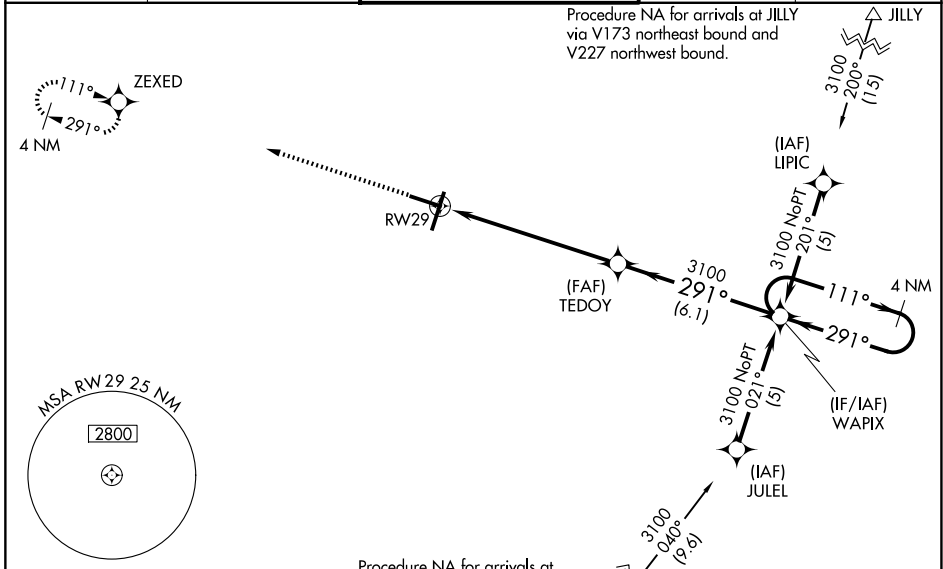 Procedure NA for arrivals at JILLY
via V173 northeast bound and
V227 northwest bound.
JILLY
3100
200°
(15)
ZEXED
111°
291°
4 NM
(IAF)
LIPIC
3100 NoPT
201°
(5)
RW29
(FAF)
TEDOY
3100
291°
(6.1)
111°
4 NM
291°
3100 NoPT
021°
(5)
(IF/IAF)
WAPIX
MSA RW29 25 NM
2800
(IAF)
JULEL
3100
040°
(9.6)
Procedure NA for arrivals at